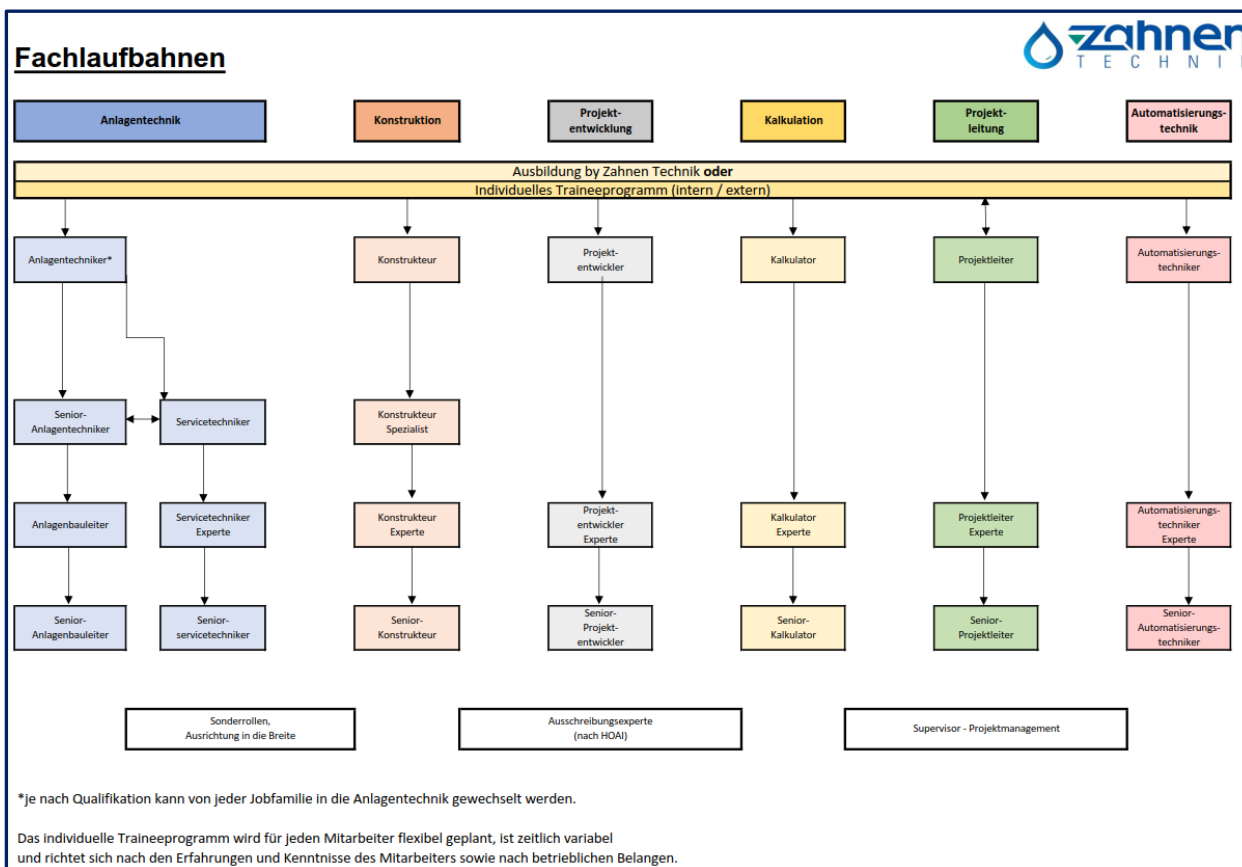 Fachlaufbahnen
zahnen
TECHNI
Anlagentechnik
Konstruktion
Projekt-
entwicklung
Kalkulation
Projekt-
leitung
Automatisierungs-
technik
Ausbildung by Zahnen Technik oder
Individuelles Traineeprogramm (intern / extern)
Anlagentechniker*
Konstrukteur
Projekt-
entwickler
Kalkulator
Projektleiter
Automatisierungs-
techniker
Senior-
Anlagentechniker
Servicetechniker
Konstrukteur
Spezialist
Anlagenbauleiter
Servicetechniker
Experte
Konstrukteur
Experte
Projekt-
entwickler
Experte
Kalkulator
Experte
Projektleiter
Experte
Automatisierungs-
techniker
Experte
Senior-
Anlagenbauleiter
Senior-
servicetechniker
Senior-
Konstrukteur
Senior-
Projekt-
entwickler
Senior-
Kalkulator
Senior-
Projektleiter
Senior-
Automatisierungs-
techniker
Sonderrollen,
Ausrichtung in die Breite
Ausschreibungsexperte
(nach HOAI)
Supervisor - Projektmanagement
*je nach Qualifikation kann von jeder Jobfamilie in die Anlagentechnik gewechselt werden.
Das individuelle Traineeprogramm wird für jeden Mitarbeiter flexibel geplant, ist zeitlich variabel
und richtet sich nach den Erfahrungen und Kenntnisse des Mitarbeiters sowie nach betrieblichen Belangen.